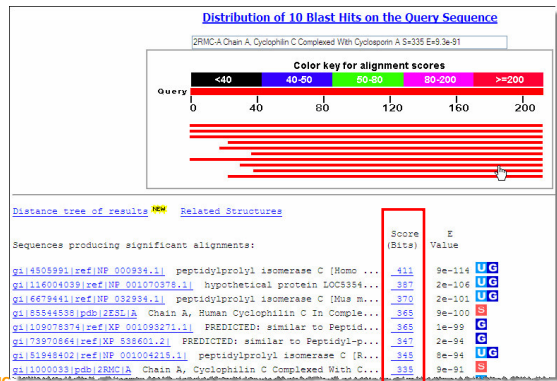 Distribution of 10 Blast Hits on the Query Sequence
2RMC-A Chain A, Cyclophilin C Complexed With Cyclosporin A S=335 E=9.3e-91
Color key for alignment scores
<40 40-50 50-80 80-200 >=200
Query
0 40 80 120 160 200
Distance tree of results NEW Related Structures
Score E
Sequences producing significant alignments: (Bits) Value
gi|4505991|ref|NP_000934.1| peptidylprolyl isomerase C [Homo ... 411 9e-114 U G
gi|116004039|ref|NP_001070378.1| hypothetical protein LOC5354... 387 2e-106 U G
gi|6679441|ref|NP_032934.1| peptidylprolyl isomerase C [Mus m... 370 2e-101 U G
gi|85544538|pdb|2ESL|A Chain A, Human Cyclophilin C In Comple... 365 9e-100 S
gi|109078374|ref|XP_001093271.1| PREDICTED: similar to Peptid... 365 1e-99 G
gi|73970864|ref|XP_538601.2| PREDICTED: similar to Peptidyl-p... 347 2e-94 G
gi|51948402|ref|NP_001004215.1| peptidylprolyl isomerase C [R... 345 8e-94 U G
gi|1000033|pdb|2RMC|A Chain A, Cyclophilin C Complexed With C... 335 9e-91 S